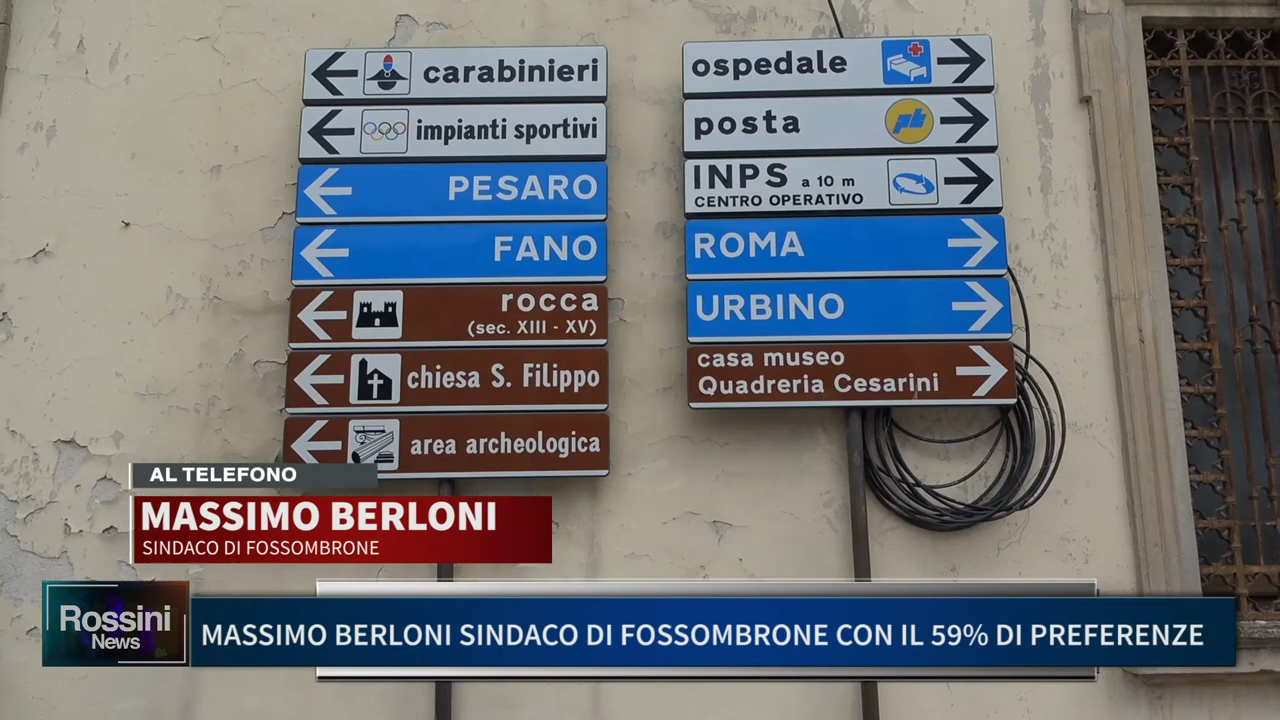 carabinieri
impianti sportivi
PESARO
FANO
rocca
(sec. XIII - XV)
chiesa S. Filippo
area archeologica
ospedale
posta
pt
INPS a 10 m
CENTRO OPERATIVO
ROMA
URBINO
casa museo
Quadreria Cesarini
AL TELEFONO
MASSIMO BERLONI
SINDACO DI FOSSOMBRONE
Rossini
News
MASSIMO BERLONI SINDACO DI FOSSOMBRONE CON IL 59% DI PREFERENZE